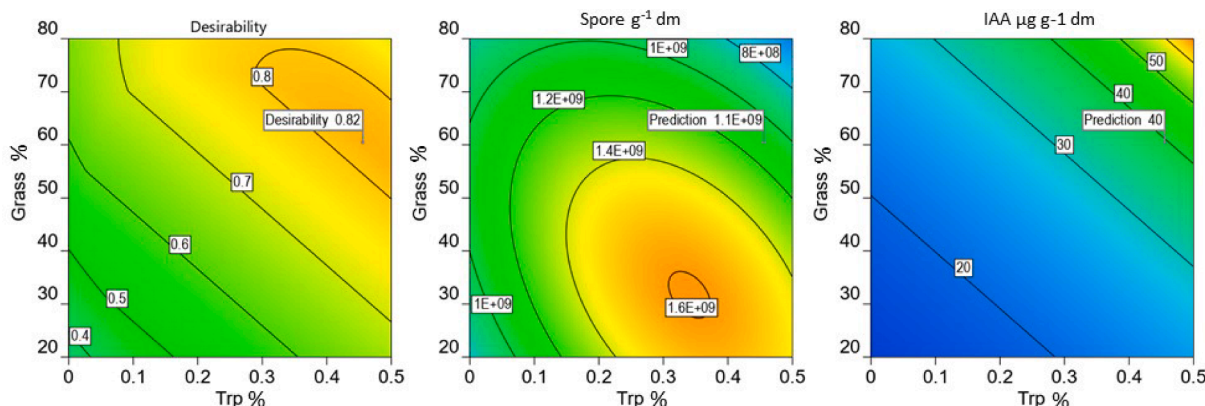 Desirability
80
70
60
50
40
30
20
Grass %
0.8
Desirability 0.82
0.7
0.6
0.5
0.4
0
0.1
0.2
0.3
0.4
0.5
Trp %
Spore g⁻¹ dm
80
70
60
50
40
30
20
Grass %
1E+09
8E+08
1.2E+09
Prediction 1.1E+09
1.4E+09
1E+09
1.6E+09
0
0.1
0.2
0.3
0.4
0.5
Trp %
IAA µg g-1 dm
80
70
60
50
40
30
20
Grass %
50
40
Prediction 40
30
20
0
0.1
0.2
0.3
0.4
0.5
Trp %